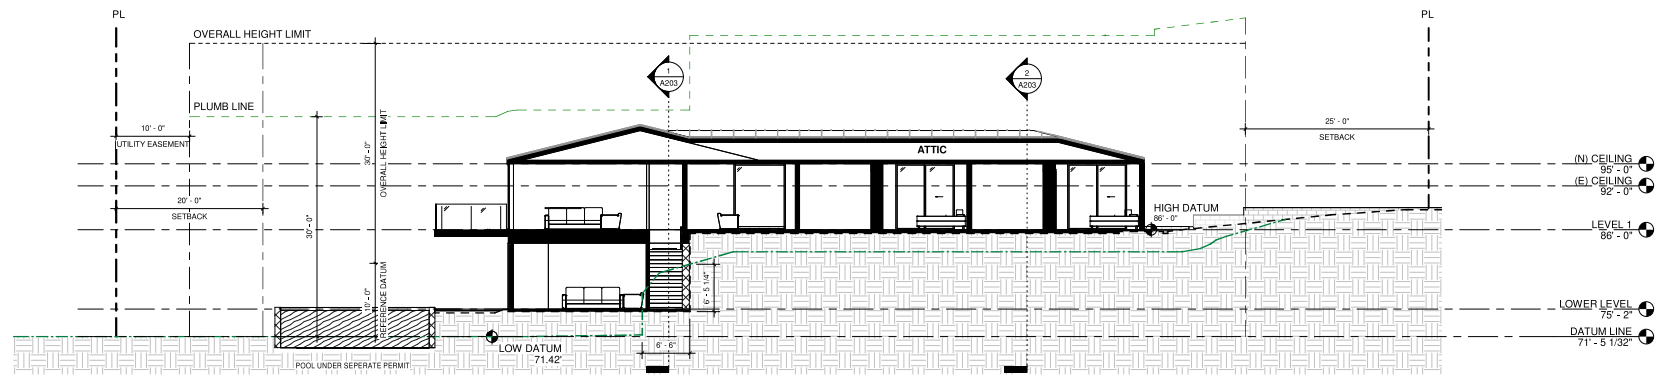 PL
PL
OVERALL HEIGHT LIMIT
1
A203
2
A203
PLUMB LINE
10' - 0"
UTILITY EASEMENT
25' - 0"
SETBACK
30' - 0"
OVERALL HEIGHT LIMIT
ATTIC
(N) CEILING
95' - 0"
(E) CEILING
92' - 0"
20' - 0"
SETBACK
30' - 0"
HIGH DATUM
86' - 0"
LEVEL 1
86' - 0"
10' - 0"
REFERENCE DATUM
6' - 5 1/4"
LOWER LEVEL
75' - 2"
DATUM LINE
71' - 5 1/32"
LOW DATUM
71.42'
6' - 6"
POOL UNDER SEPERATE PERMIT